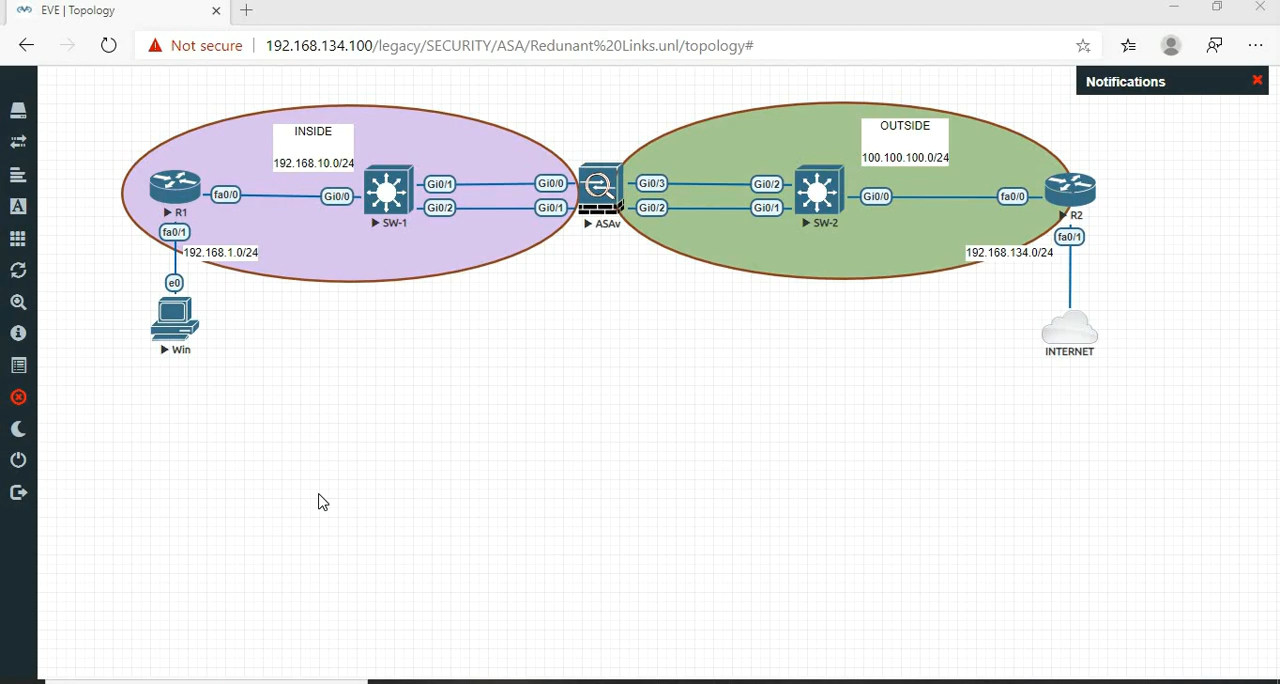 EVE | Topology
Not secure
192.168.134.100/legacy/SECURITY/ASA/Redunant%20Links.unl/topology#
Notifications
INSIDE
192.168.10.0/24
OUTSIDE
100.100.100.0/24
fa0/0
Gi0/0
Gi0/1
Gi0/0
Gi0/3
Gi0/2
Gi0/0
fa0/0
Gi0/2
Gi0/1
Gi0/2
Gi0/1
R1
SW-1
ASAv
SW-2
R2
fa0/1
fa0/1
192.168.1.0/24
192.168.134.0/24
e0
Win
INTERNET